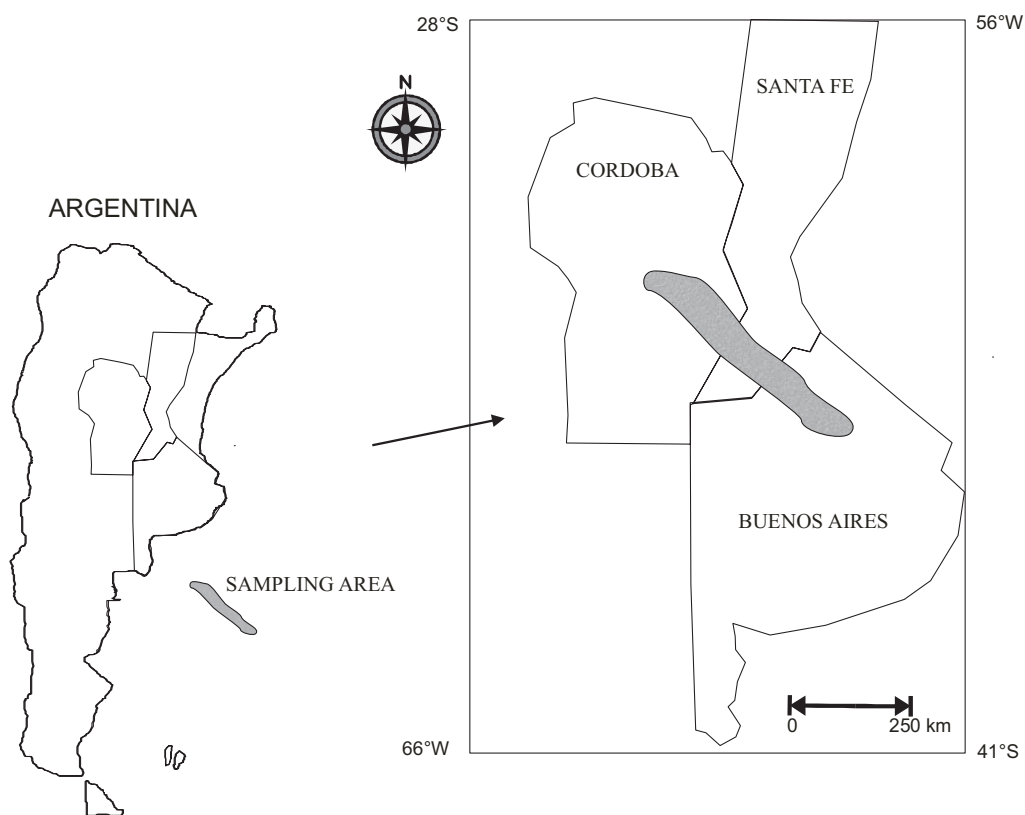 28°S
56°W
N
SANTA FE
CORDOBA
ARGENTINA
BUENOS AIRES
SAMPLING AREA
0
250 km
66°W
41°S